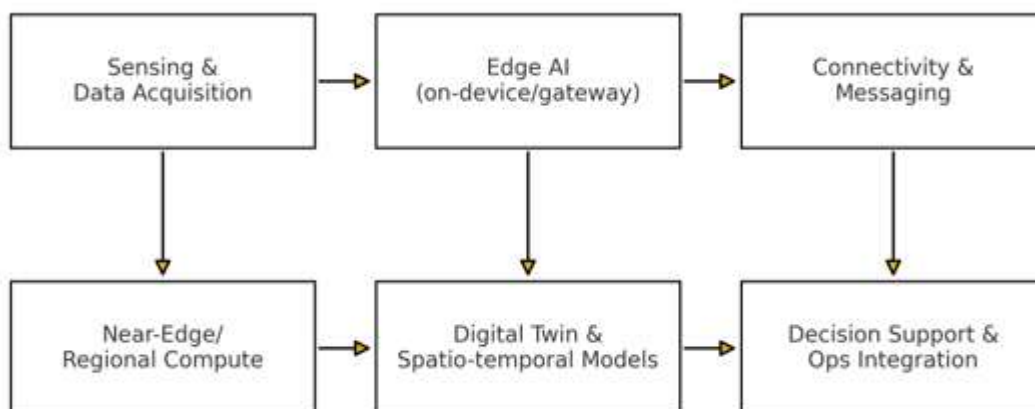 Sensing &
Data Acquisition
Edge AI
(on-device/gateway)
Connectivity &
Messaging
Near-Edge/
Regional Compute
Digital Twin &
Spatio-temporal Models
Decision Support &
Ops Integration